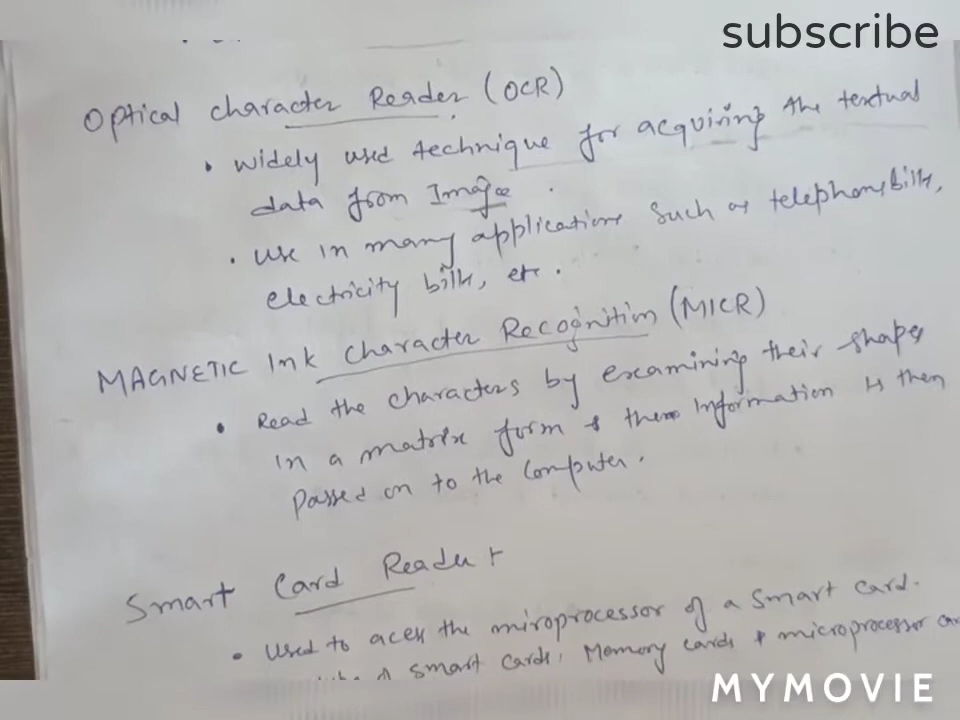 subscribe
Optical character Reader (OCR)
• widely used technique for acquiring the textual
data from Image.
• use in many applications such as telephone bills,
electricity bills, etc.
MAGNETIC Ink Character Recognition (MICR)
• Read the characters by examining their shapes
in a matrix form & the information is then
passed on to the computer.
Smart Card Reader
• Used to acess the miroprocessor of a smart card.
smart cards, Memory cards & microprocessor
MYMOVIE